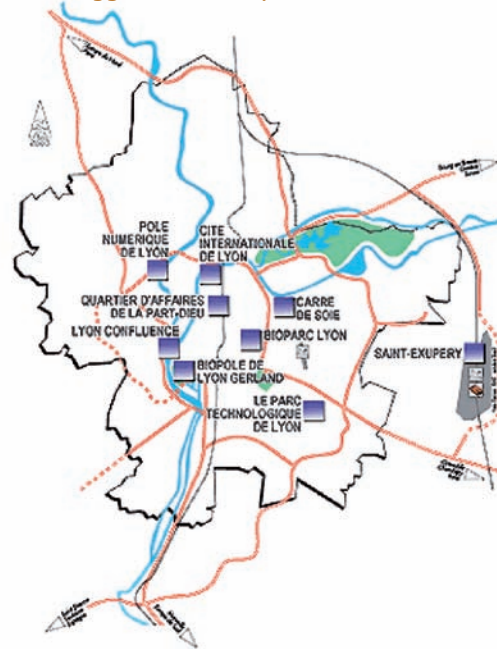 PÔLE
NUMERIQUE
DE LYON
CITE
INTERNATIONALE
DE LYON
QUARTIER D'AFFAIRES
DE LA PART-DIEU
CARRE
DE SOIE
LYON CONFLUENCE
BIOPARC LYON
SAINT-EXUPERY
BIOPOLE DE
LYON GERLAND
LE PARC
TECHNOLOGIQUE
DE LYON